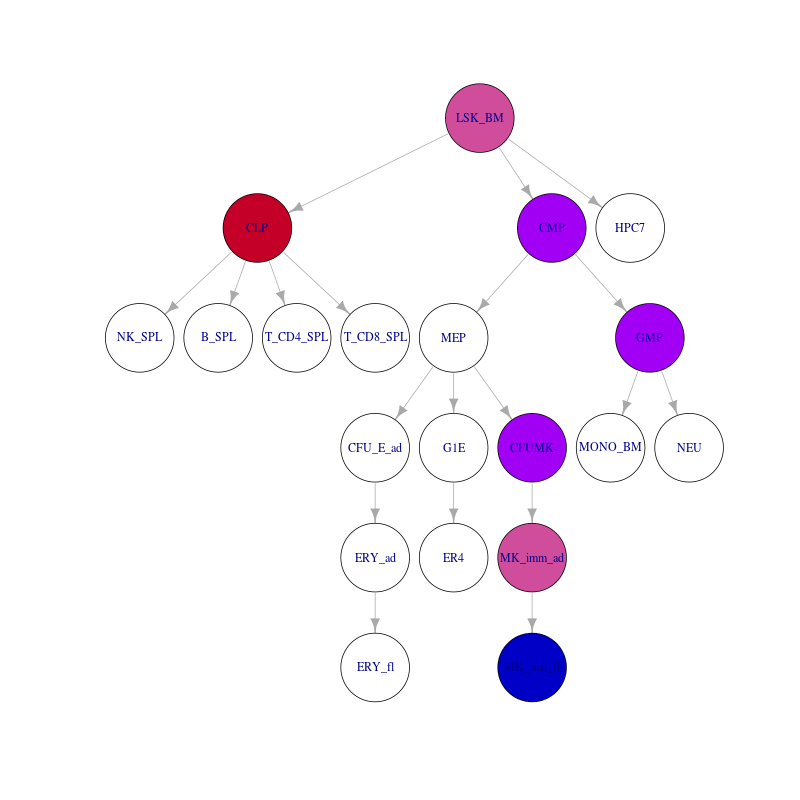 LSK_BM
CLP
CMP
HPC7
NK_SPL
B_SPL
T_CD4_SPL
T_CD8_SPL
MEP
GMP
CFU_E_ad
G1E
CFUMK
MONO_BM
NEU
ERY_ad
ER4
MK_imm_ad
ERY_fl